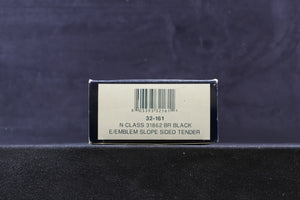 32-161
N CLASS 31862 BR BLACK
E/EMBLEM SLOPE SIDED TENDER